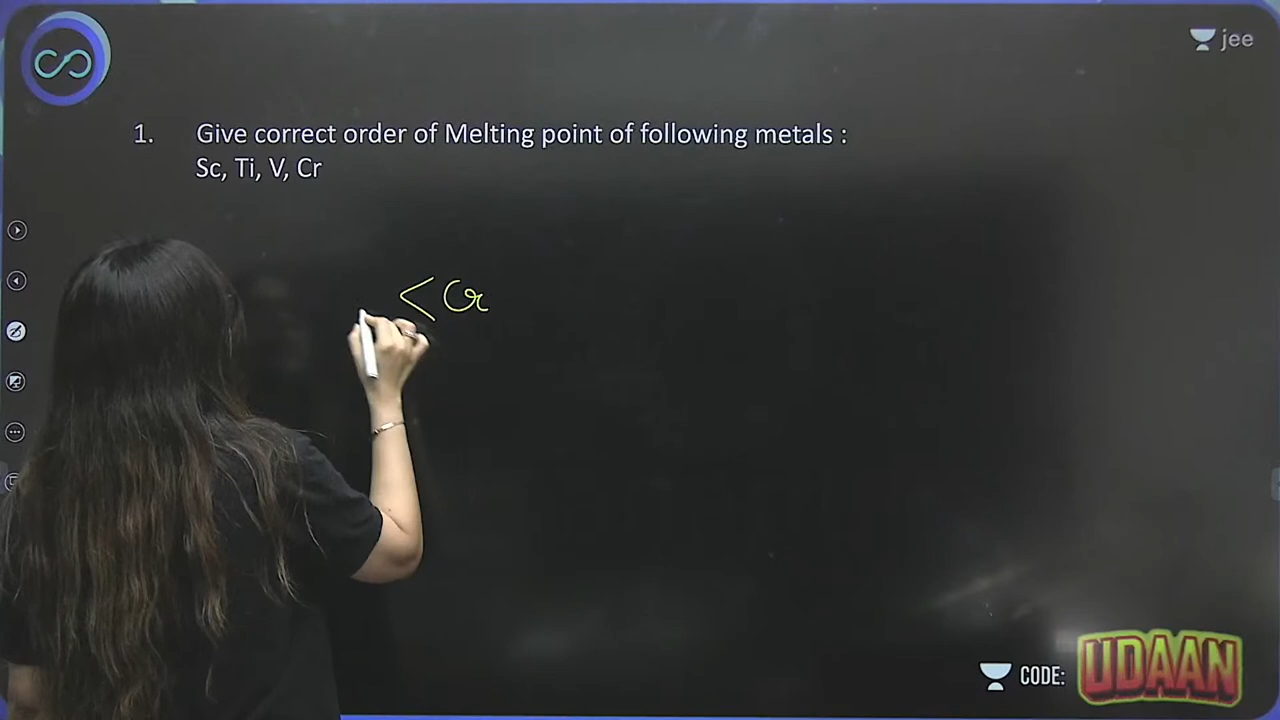 jee
1. Give correct order of Melting point of following metals :
Sc, Ti, V, Cr
< Cr
CODE: UDAAN